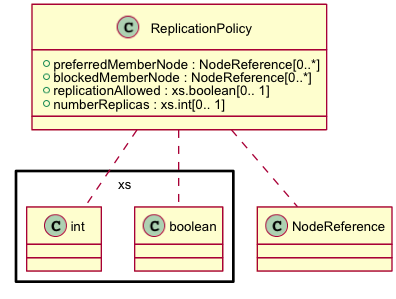 C ReplicationPolicy
preferredMemberNode : NodeReference[0..*]
blockedMemberNode : NodeReference[0..*]
replicationAllowed : xs.boolean[0.. 1]
numberReplicas : xs.int[0.. 1]
xs
C int
C boolean
C NodeReference